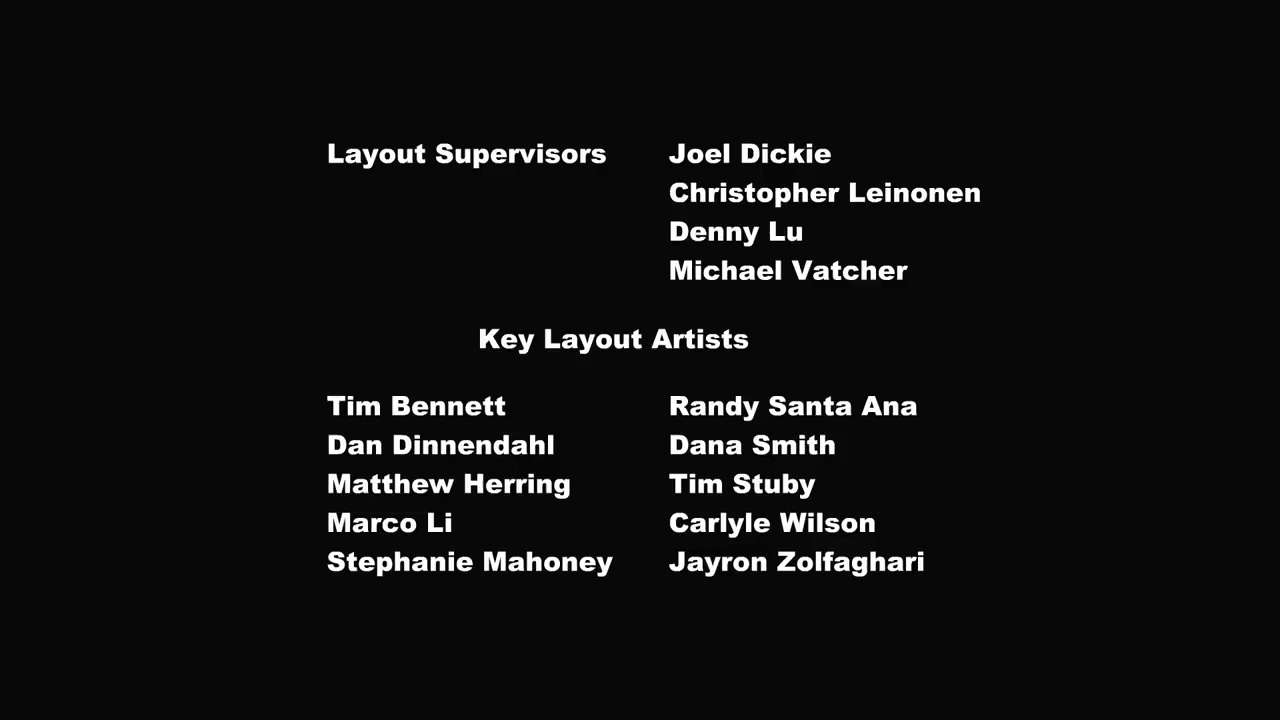 Layout Supervisors Joel Dickie
Christopher Leinonen
Denny Lu
Michael Vatcher
Key Layout Artists
Tim Bennett Randy Santa Ana
Dan Dinnendahl Dana Smith
Matthew Herring Tim Stuby
Marco Li Carlyle Wilson
Stephanie Mahoney Jayron Zolfaghari